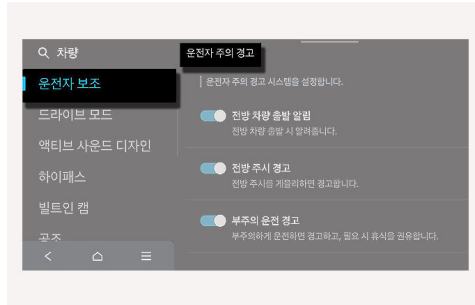 차량
운전자 보조
드라이브 모드
액티브 사운드 디자인
하이패스
빌트인 캠
공조
운전자 주의 경고
운전자 주의 경고 시스템을 설정합니다.
전방 차량 출발 알림
전방 차량 출발 시 알려줍니다.
전방 주시 경고
전방 주시를 게을리하면 경고합니다.
부주의 운전 경고
부주의하게 운전하면 경고하고, 필요 시 휴식을 권유합니다.